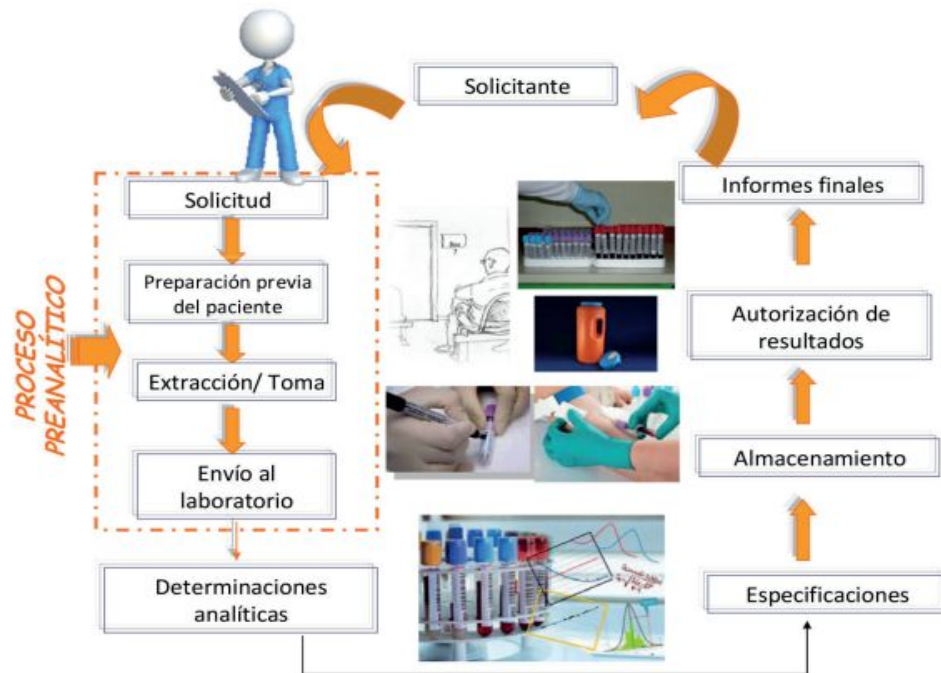 Solicitante
Solicitud
Informes finales
Preparación previa
del paciente
PROCESO
PREANALÍTICO
Autorización de
resultados
Extracción/ Toma
Almacenamiento
Envío al
laboratorio
Determinaciones
analíticas
Especificaciones